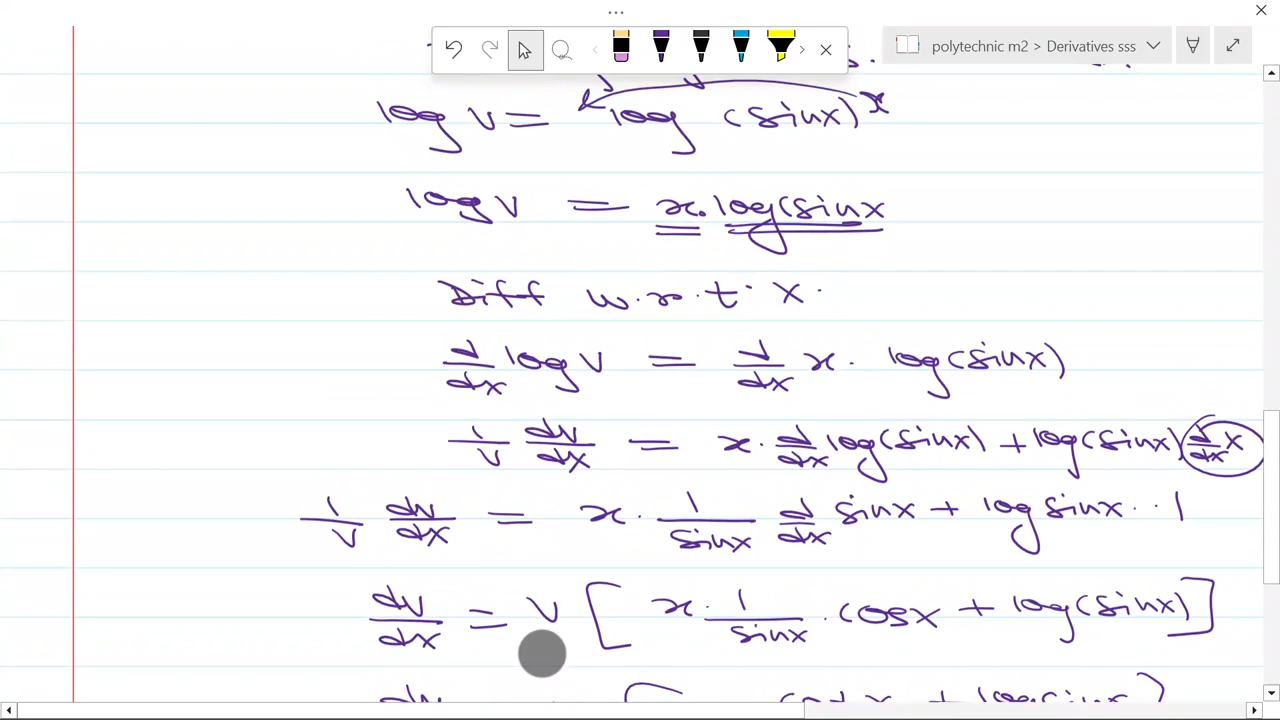 polytechnic m2 > Derivatives sss
log v = log (sinx)^x
log v = x. log(sinx
Diff w.r.t. x.
d/dx log v = d/dx x. log(sinx)
1/v dv/dx = x. d/dx log(sinx) + log(sinx) d/dx x
1/v dv/dx = x. 1/sinx d/dx sinx + log sinx .. 1
dv/dx = v [ x. 1/sinx . cosx + log(sinx) ]